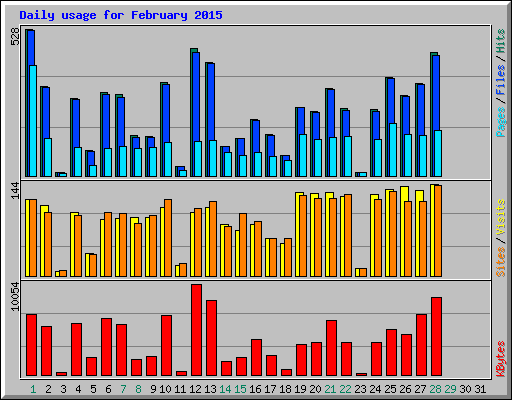 Daily usage for February 2015
528
Pages / Files / Hits
144
Sites / Visits
10054
KBytes
1 2 3 4 5 6 7 8 9 10 11 12 13 14 15 16 17 18 19 20 21 22 23 24 25 26 27 28 29 30 31